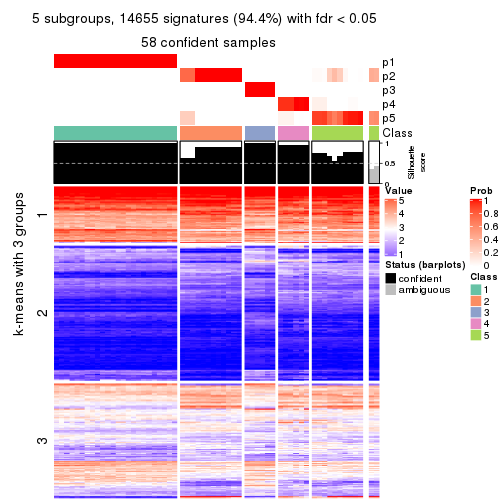 5 subgroups, 14655 signatures (94.4%) with fdr < 0.05
58 confident samples
p1
p2
p3
p4
p5
Class
1
0.5
0
Silhouette
score
k-means with 3 groups
1
2
3
Value
5
4
3
2
1
Status (barplots)
confident
ambiguous
Prob
1
0.8
0.6
0.4
0.2
0
Class
1
2
3
4
5